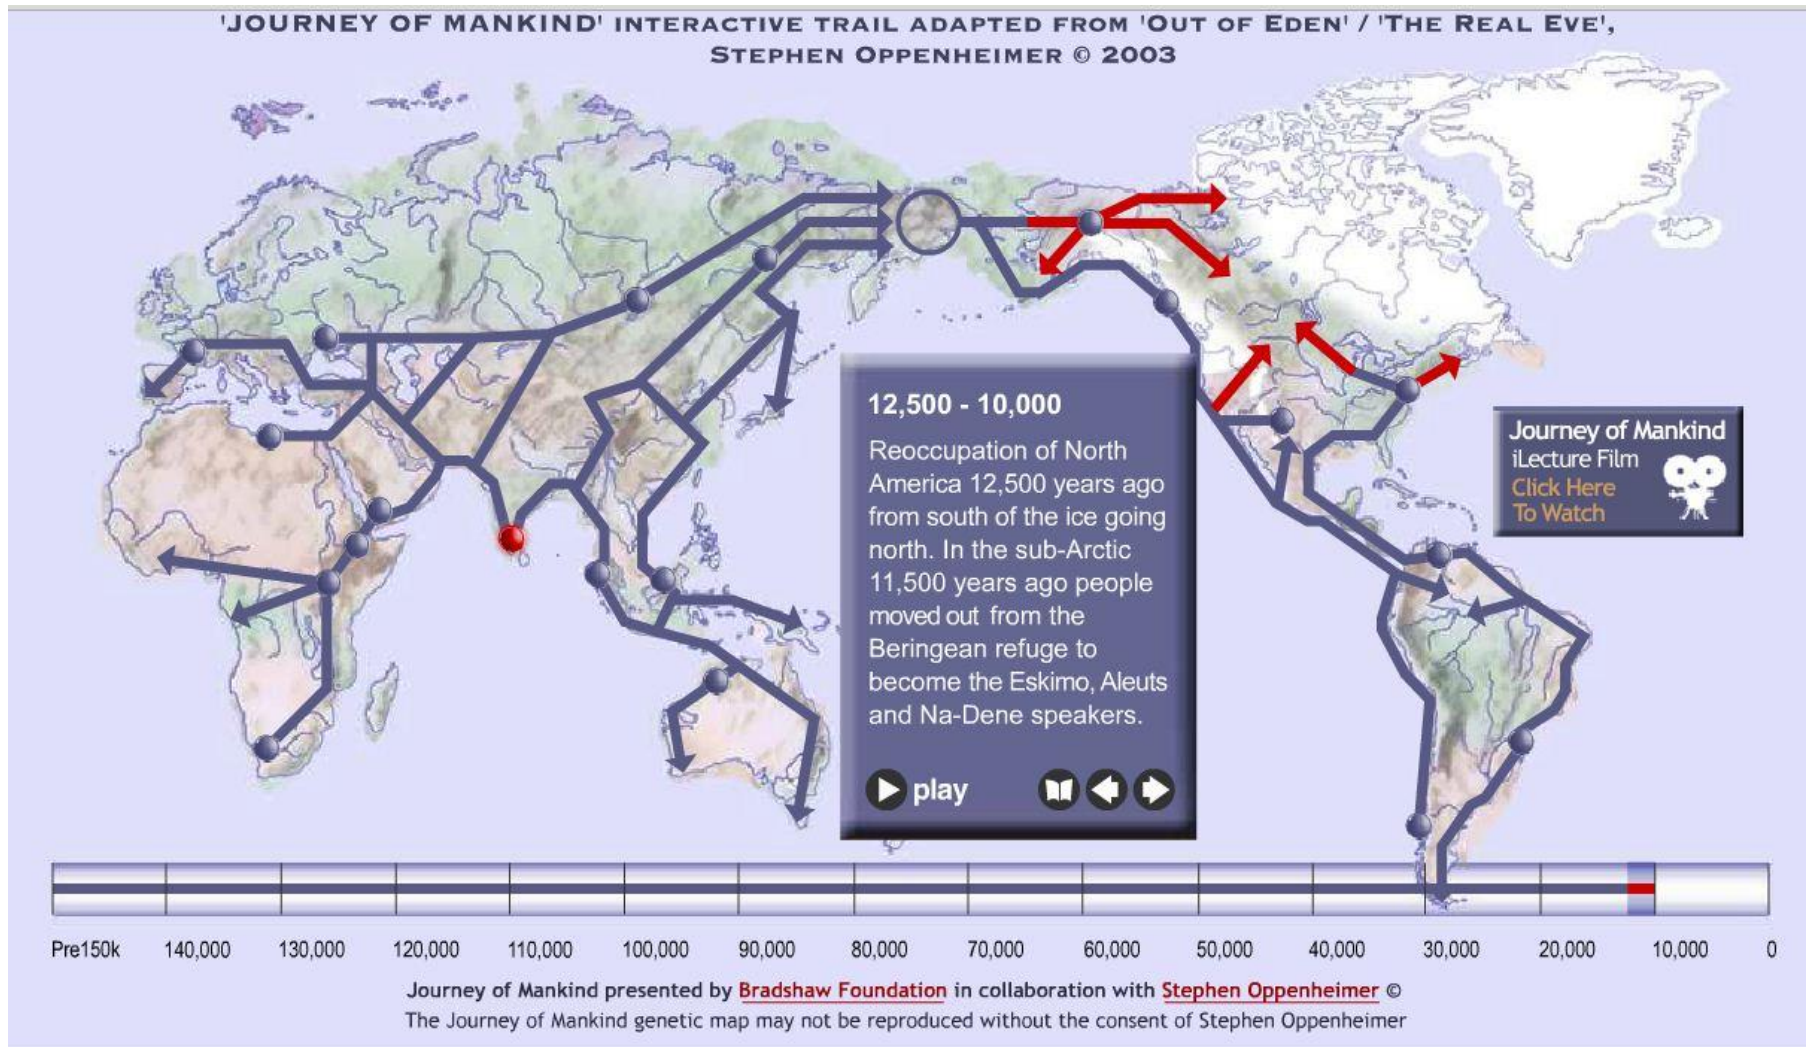 'JOURNEY OF MANKIND' INTERACTIVE TRAIL ADAPTED FROM 'OUT OF EDEN' / 'THE REAL EVE',
STEPHEN OPPENHEIMER © 2003
12,500 - 10,000
Reoccupation of North
America 12,500 years ago
from south of the ice going
north. In the sub-Arctic
11,500 years ago people
moved out from the
Beringean refuge to
become the Eskimo, Aleuts
and Na-Dene speakers.
play
Journey of Mankind
iLecture Film
Click Here
To Watch
Pre150k 140,000 130,000 120,000 110,000 100,000 90,000 80,000 70,000 60,000 50,000 40,000 30,000 20,000 10,000 0
Journey of Mankind presented by Bradshaw Foundation in collaboration with Stephen Oppenheimer ©
The Journey of Mankind genetic map may not be reproduced without the consent of Stephen Oppenheimer